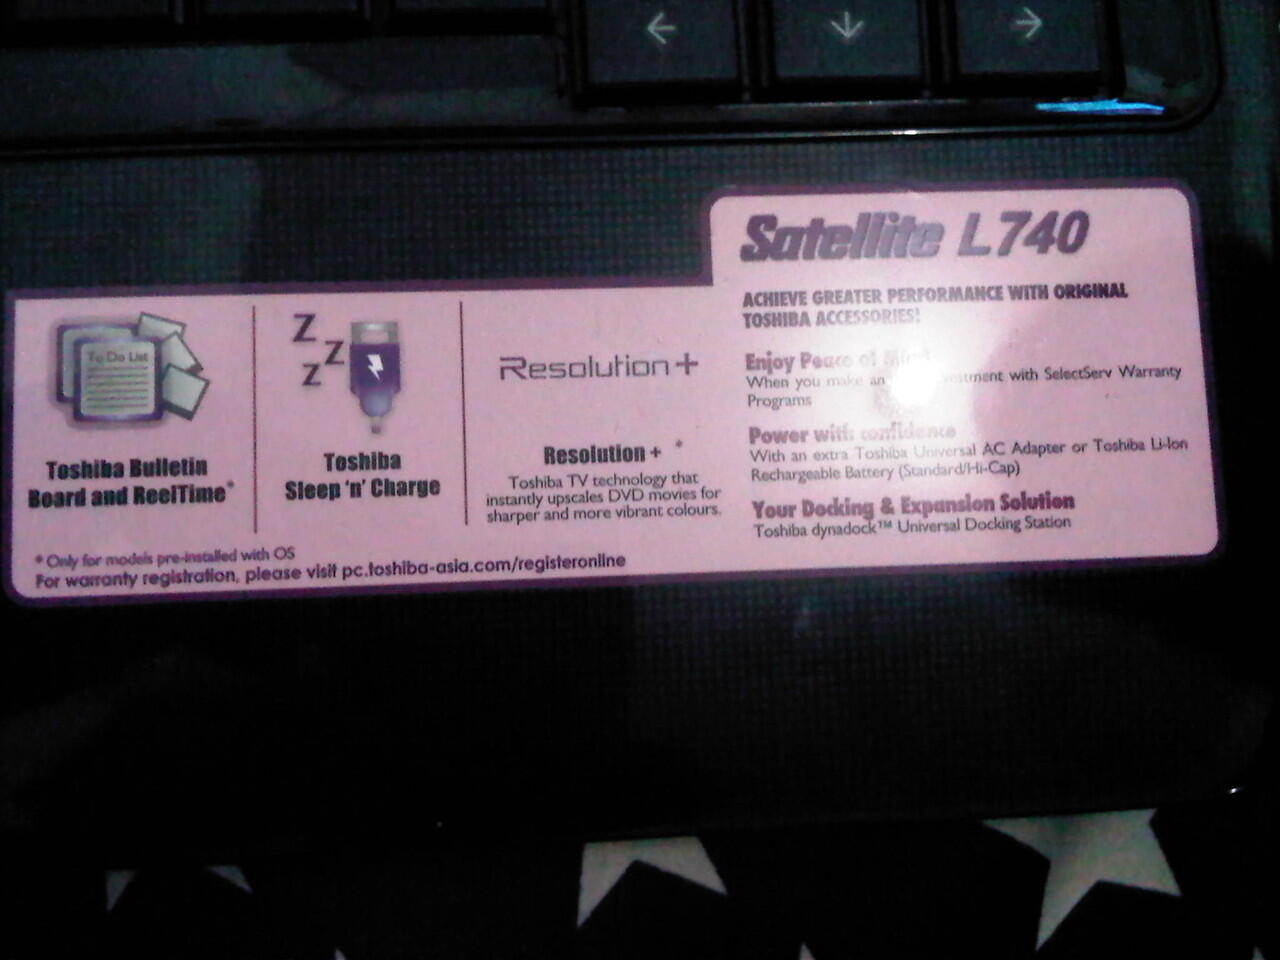 Satellite L740
ACHIEVE GREATER PERFORMANCE WITH ORIGINAL
TOSHIBA ACCESSORIES!
Enjoy Peace of Mind
When you make an with SelectServ Warranty
Programs
Power with confidence
With an extra Toshiba Universal AC Adapter or Toshiba Li-Ion
Rechargeable Battery (Standard/Hi-Cap)
Your Docking & Expansion Solution
Toshiba dynadock™ Universal Docking Station
To Do List
Toshiba Bulletin
Board and ReelTime*
Z
Z
Z
Toshiba
Sleep 'n' Charge
Resolution+
Resolution + *
Toshiba TV technology that
instantly upscales DVD movies for
sharper and more vibrant colours.
* Only for models pre-installed with OS
For warranty registration, please visit pc.toshiba-asia.com/registeronline